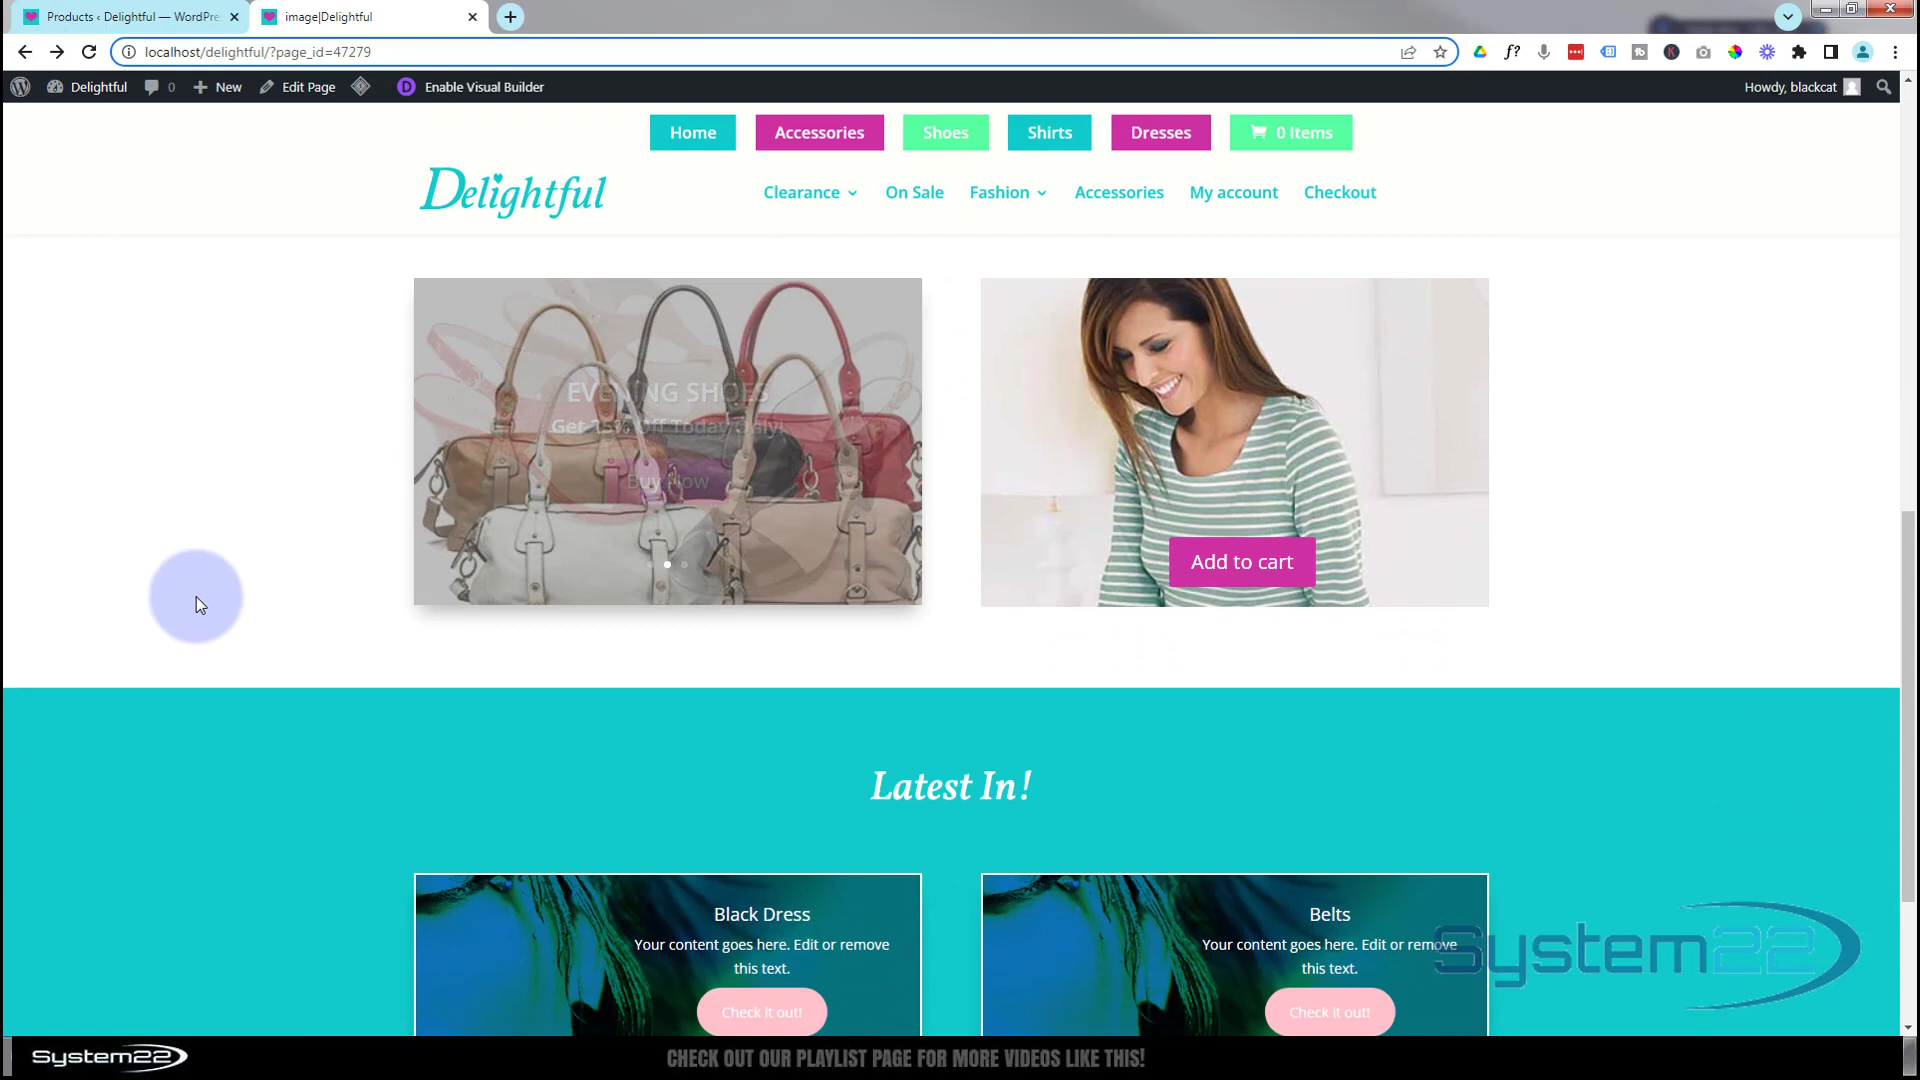 Products ‹ Delightful — WordPre
image|Delightful
localhost/delightful/?page_id=47279
Delightful
0
New
Edit Page
Enable Visual Builder
Howdy, blackcat
Home
Accessories
Shoes
Shirts
Dresses
0 Items
Delightful
Clearance
On Sale
Fashion
Accessories
My account
Checkout
EVENING SHOES
Get 25% Off Today Only!
Buy Now
Add to cart
Latest In!
Black Dress
Your content goes here. Edit or remove
this text.
Check it out!
Belts
Your content goes here. Edit or remove
this text.
Check it out!
System22
System22
CHECK OUT OUR PLAYLIST PAGE FOR MORE VIDEOS LIKE THIS!